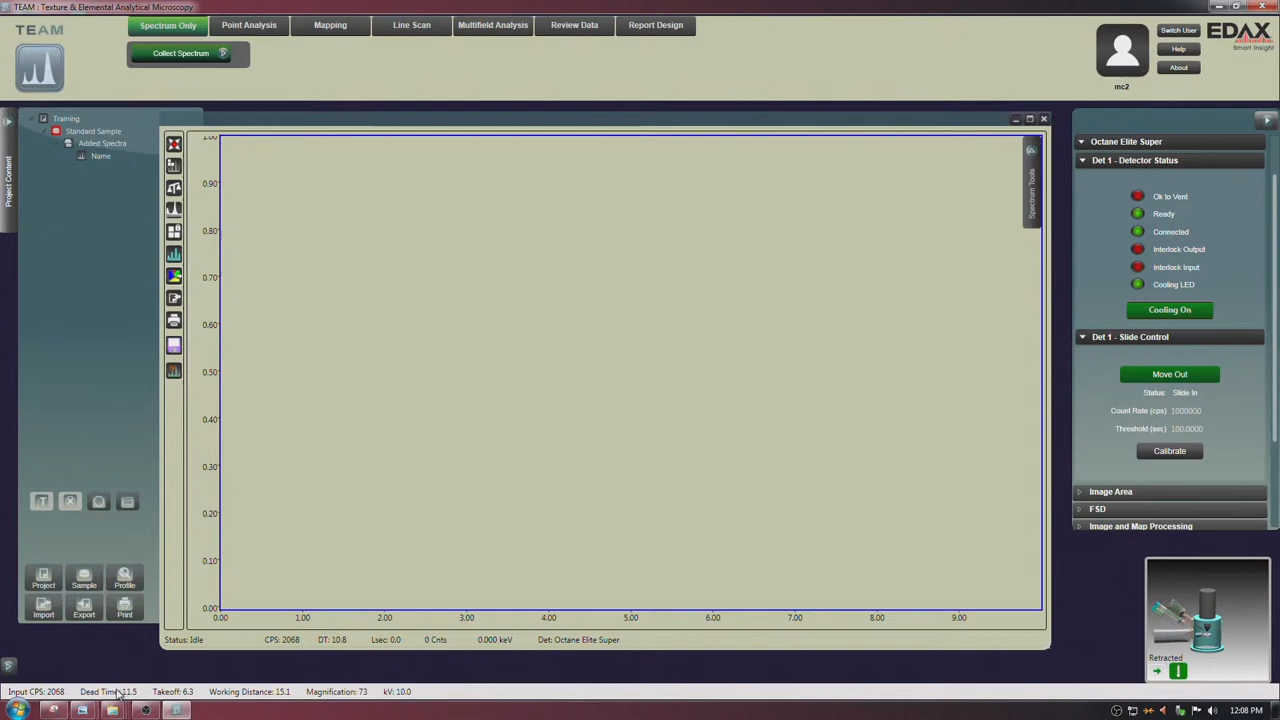 TEAM : Texture & Elemental Analytical Microscopy
TEAM
Spectrum Only
Point Analysis
Mapping
Line Scan
Multifield Analysis
Review Data
Report Design
Collect Spectrum
Switch User
Help
About
mc2
EDAX
Smart Insight
Project Content
Training
Standard Sample
Added Spectra
Name
Project
Sample
Profile
Import
Export
Print
1.00
0.90
0.80
0.70
0.60
0.50
0.40
0.30
0.20
0.10
0.00
0.00 1.00 2.00 3.00 4.00 5.00 6.00 7.00 8.00 9.00
Spectrum Tools
Status: Idle CPS: 2068 DT: 10.8 Lsec: 0.0 0 Cnts 0.000 keV Det: Octane Elite Super
Octane Elite Super
Det 1 - Detector Status
Ok to Vent
Ready
Connected
Interlock Output
Interlock Input
Cooling LED
Cooling On
Det 1 - Slide Control
Move Out
Status: Slide In
Count Rate (cps) 1000000
Threshold (sec) 100.0000
Calibrate
Image Area
FSD
Image and Map Processing
Retracted
Input CPS: 2068 Dead Time: 11.5 Takeoff: 6.3 Working Distance: 15.1 Magnification: 73 kV: 10.0
12:08 PM